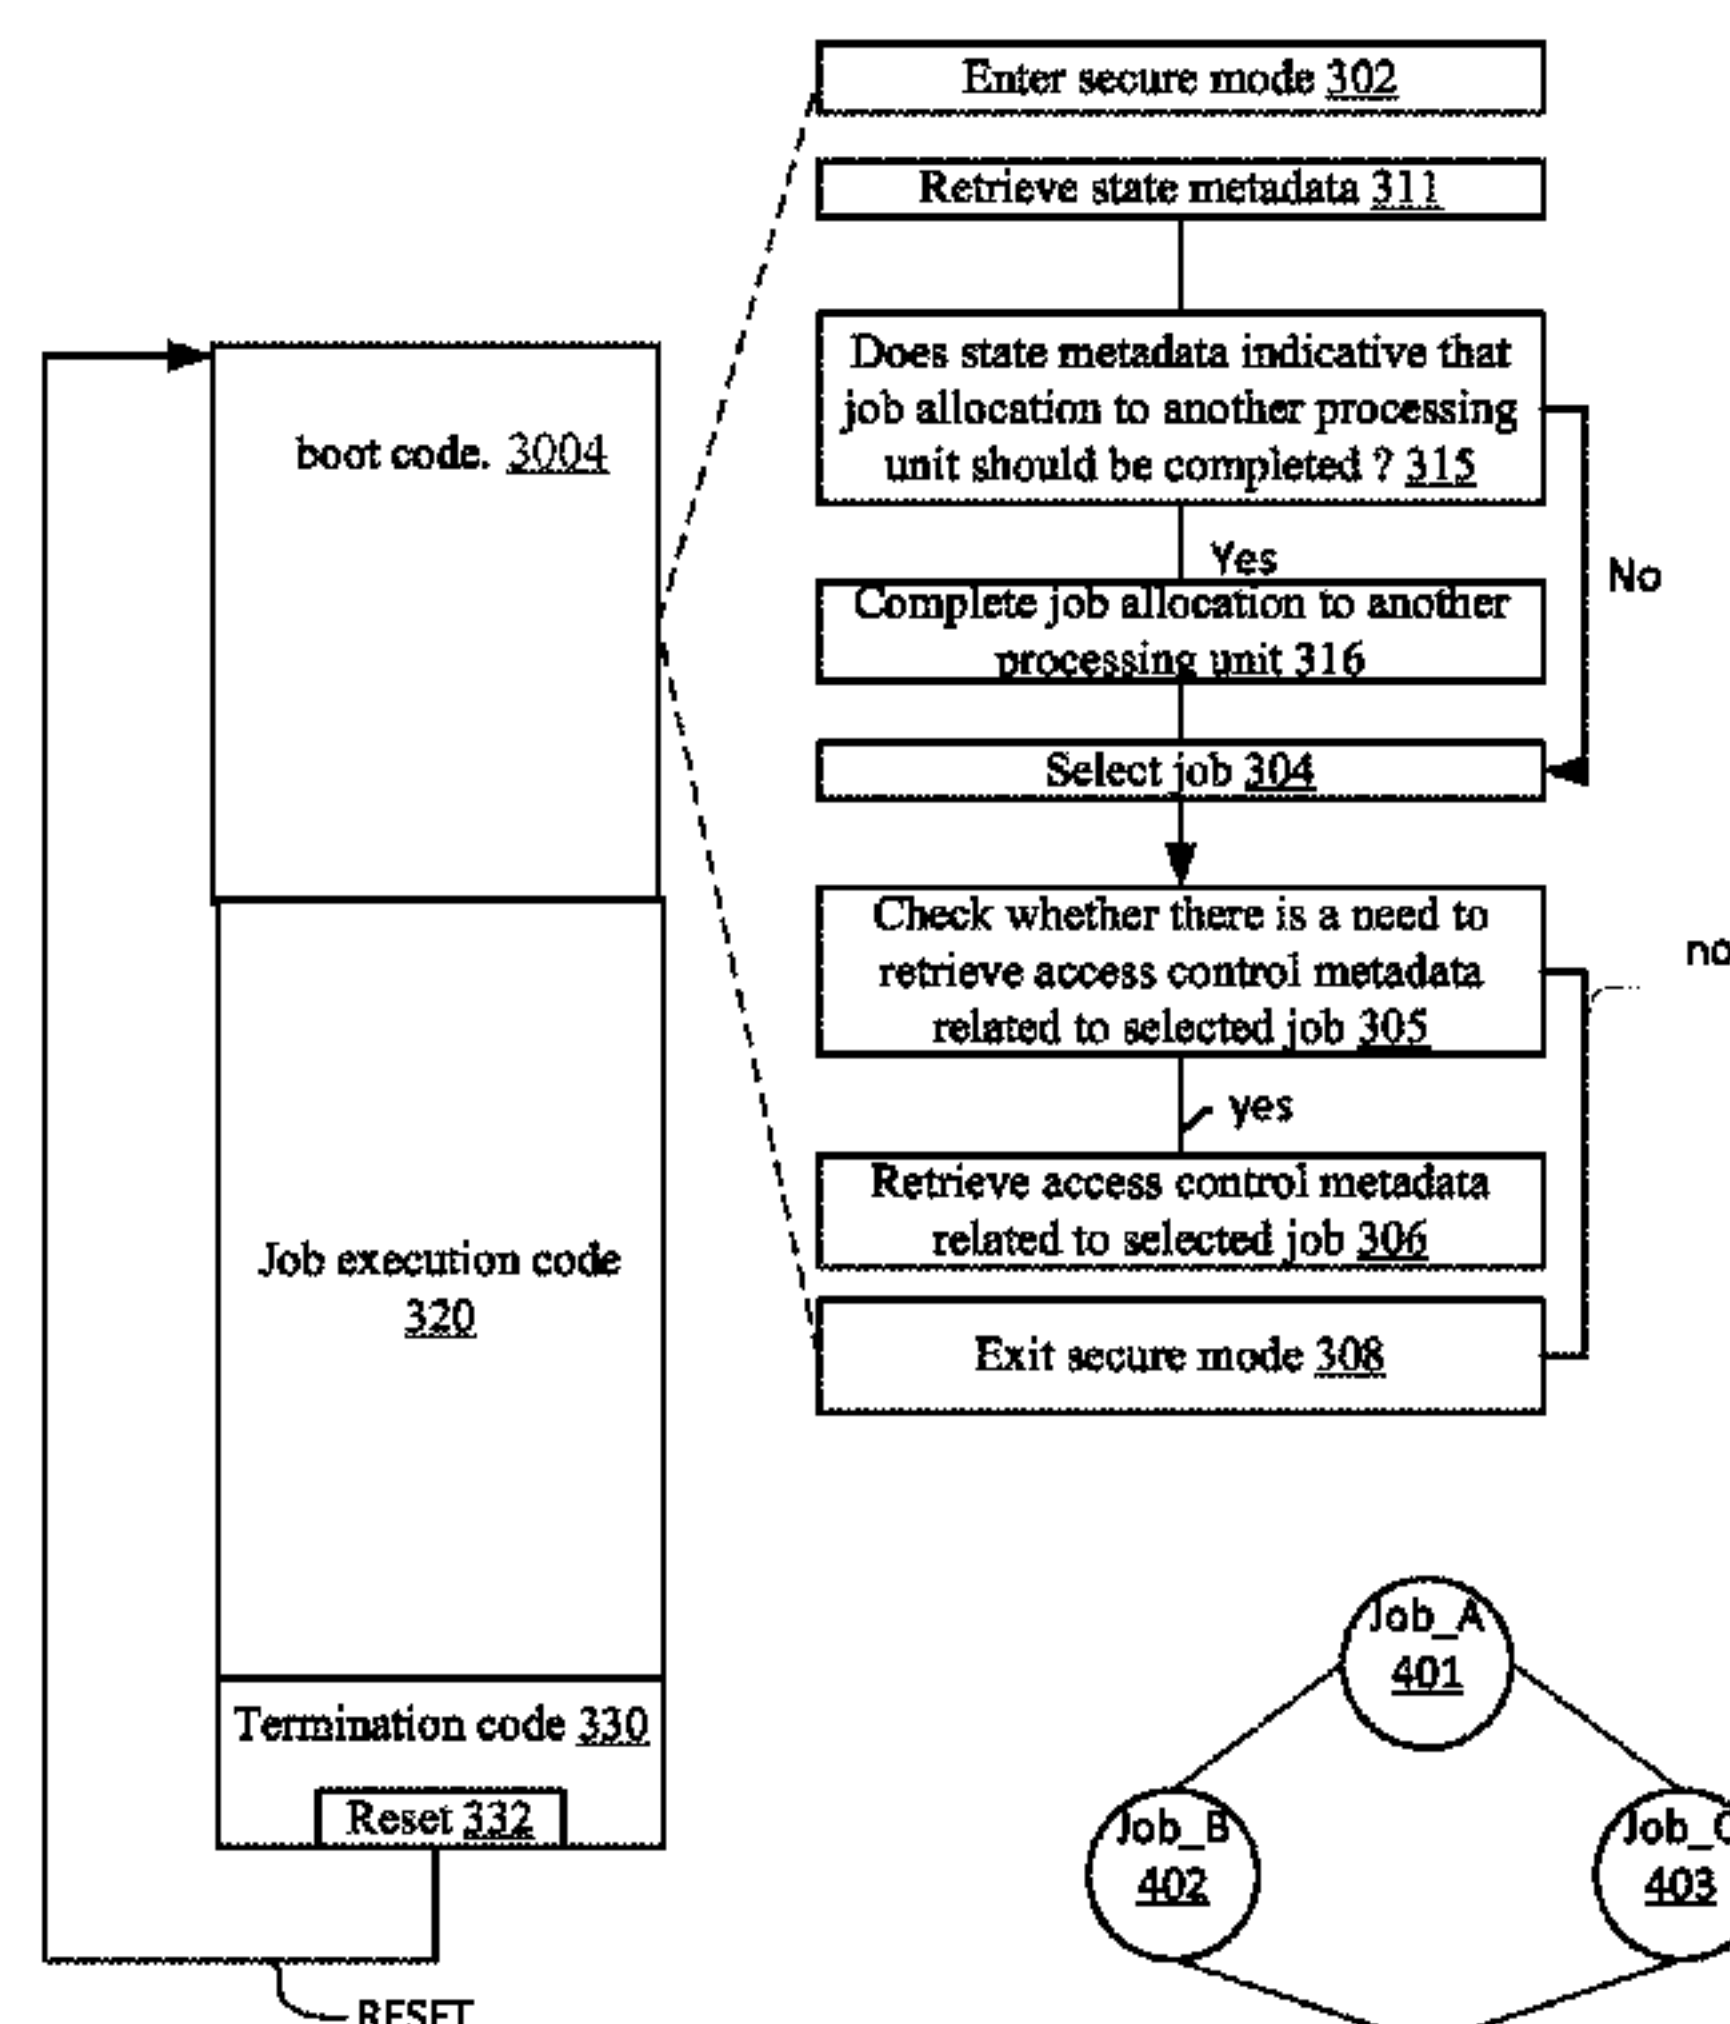 Enter secure mode 302
Retrieve state metadata 311
Does state metadata indicative that
job allocation to another processing
unit should be completed ? 315
Yes
No
Complete job allocation to another
processing unit 316
Select job 304
Check whether there is a need to
retrieve access control metadata
related to selected job 305
no
yes
Retrieve access control metadata
related to selected job 306
Exit secure mode 308
boot code. 3004
Job execution code
320
Termination code 330
Reset 332
RESET
Job_A
401
Job_B
402
Job_C
403